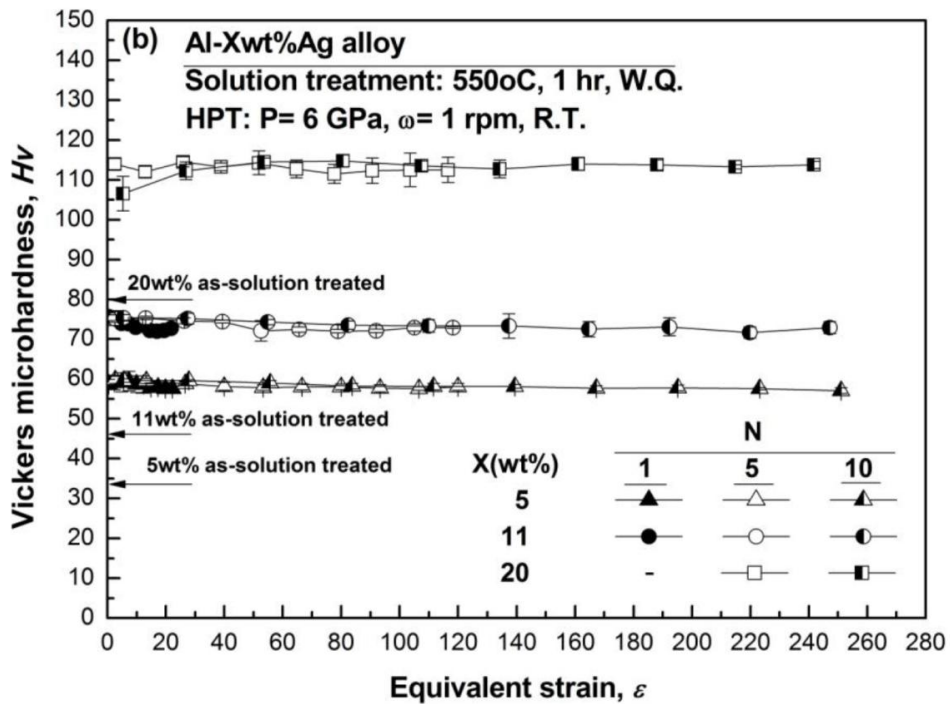 (b) Al-Xwt%Ag alloy
Solution treatment: 550oC, 1 hr, W.Q.
HPT: P= 6 GPa, ω= 1 rpm, R.T.
Vickers microhardness, Hv
150
140
130
120
110
100
90
80
70
60
50
40
30
20
10
0
20wt% as-solution treated
11wt% as-solution treated
5wt% as-solution treated
N
X(wt%) 1 5 10
5
11
20 -
0 20 40 60 80 100 120 140 160 180 200 220 240 260 280
Equivalent strain, ε